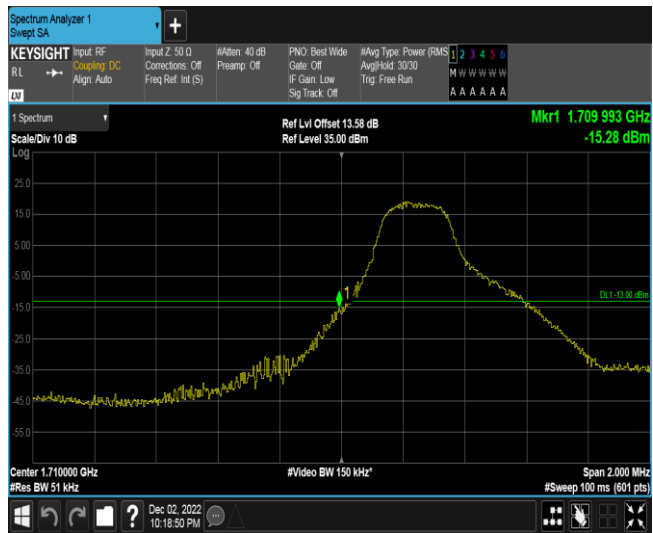 Spectrum Analyzer 1
Swept SA
+
KEYSIGHT Input: RF Input Z: 50 Ω #Atten: 40 dB PNO: Best Wide #Avg Type: Power (RMS 1 2 3 4 5 6
RL Coupling: DC Corrections: Off Preamp: Off Gate: Off Avg|Hold: 30/30 M W W W W W
Align: Auto Freq Ref: Int (S) IF Gain: Low Trig: Free Run
Sig Track: Off A A A A A A
LXI
1 Spectrum Ref Lvl Offset 13.58 dB Mkr1 1.709 993 GHz
Scale/Div 10 dB Ref Level 35.00 dBm -15.28 dBm
Log
25.0
15.0
5.00
-5.00
1
DL1 -13.00 dBm
-15.0
-25.0
-35.0
-45.0
-55.0
Center 1.710000 GHz #Video BW 150 kHz* Span 2.000 MHz
#Res BW 51 kHz #Sweep 100 ms (601 pts)
? Dec 02, 2022
10:18:50 PM